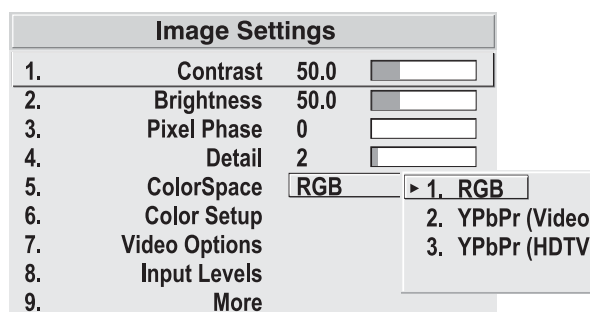 Image Settings
1. Contrast 50.0
2. Brightness 50.0
3. Pixel Phase 0
4. Detail 2
5. ColorSpace RGB
6. Color Setup
7. Video Options
8. Input Levels
9. More
1. RGB
2. YPbPr (Video
3. YPbPr (HDTV